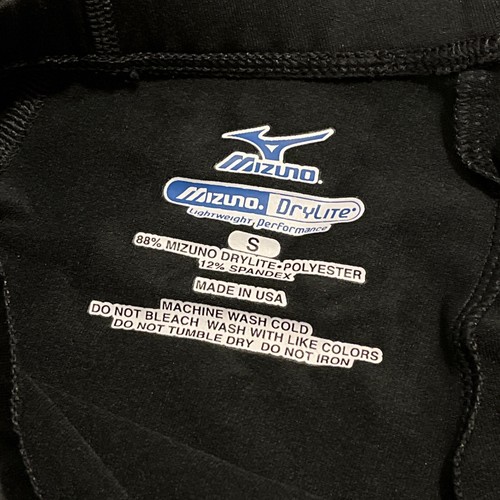 MIZUNO.
MIZUNO. DRYLITE
Lightweight performance
S
88% MIZUNO DRYLITE•POLYESTER
12% SPANDEX
MADE IN USA
MACHINE WASH COLD
DO NOT BLEACH WASH WITH LIKE COLORS
DO NOT TUMBLE DRY DO NOT IRON